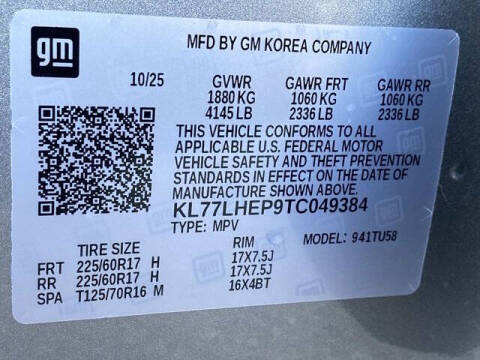 gm
MFD BY GM KOREA COMPANY
10/25 GVWR GAWR FRT GAWR RR
1880 KG 1060 KG 1060 KG
4145 LB 2336 LB 2336 LB
THIS VEHICLE CONFORMS TO ALL
APPLICABLE U.S. FEDERAL MOTOR
VEHICLE SAFETY AND THEFT PREVENTION
STANDARDS IN EFFECT ON THE DATE OF
MANUFACTURE SHOWN ABOVE.
KL77LHEP9TC049384
TYPE: MPV MODEL: 941TU58
TIRE SIZE RIM
FRT 225/60R17 H 17X7.5J
RR 225/60R17 H 17X7.5J
SPA T125/70R16 M 16X4BT